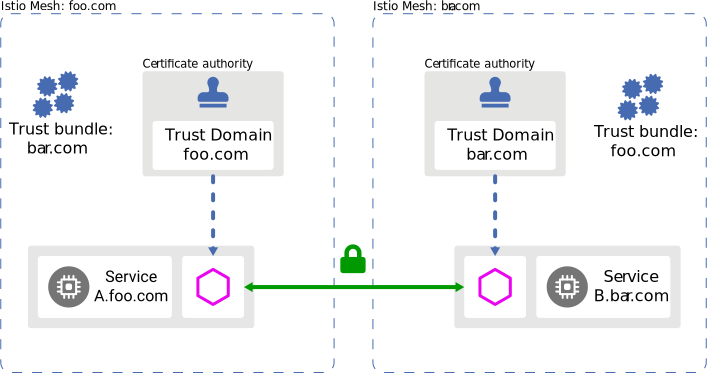 Istio Mesh: foo.com
Certificate authority
Trust Domain
foo.com
Trust bundle:
bar.com
Service
A.foo.com
Istio Mesh: bar.com
Certificate authority
Trust Domain
bar.com
Trust bundle:
foo.com
Service
B.bar.com